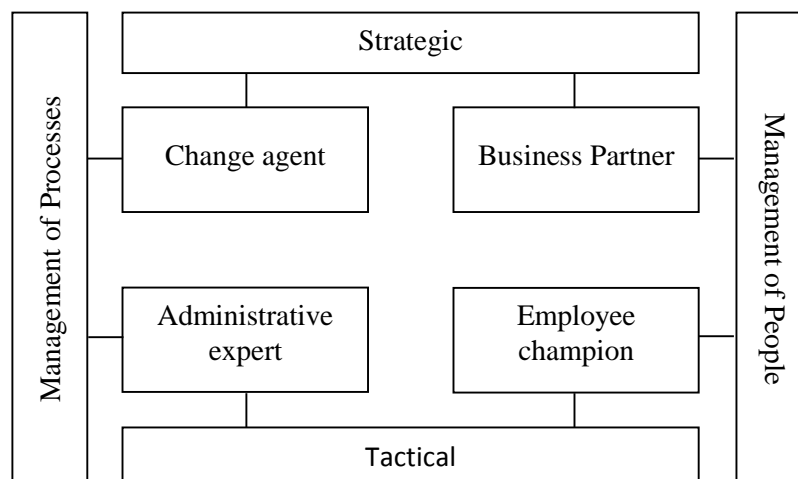 Strategic
Management of Processes
Change agent
Business Partner
Management of People
Administrative
expert
Employee
champion
Tactical